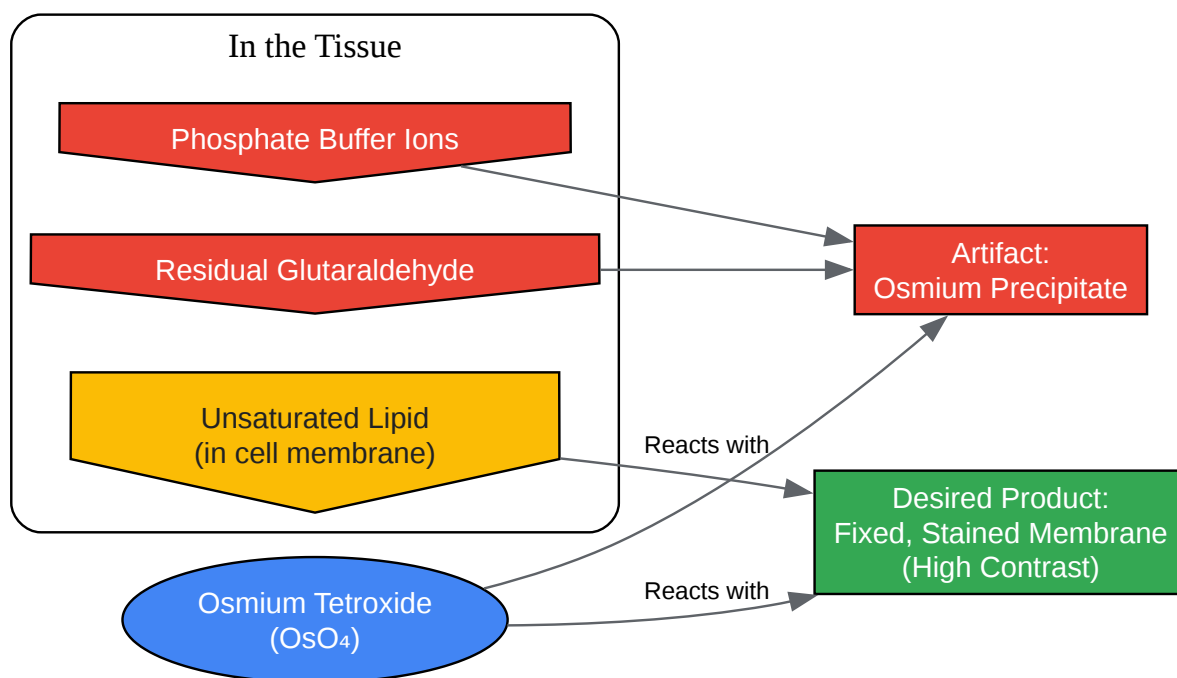 In the Tissue
Phosphate Buffer Ions
Residual Glutaraldehyde
Unsaturated Lipid
(in cell membrane)
Osmium Tetroxide
(OsO₄)
Reacts with
Reacts with
Artifact:
Osmium Precipitate
Desired Product:
Fixed, Stained Membrane
(High Contrast)